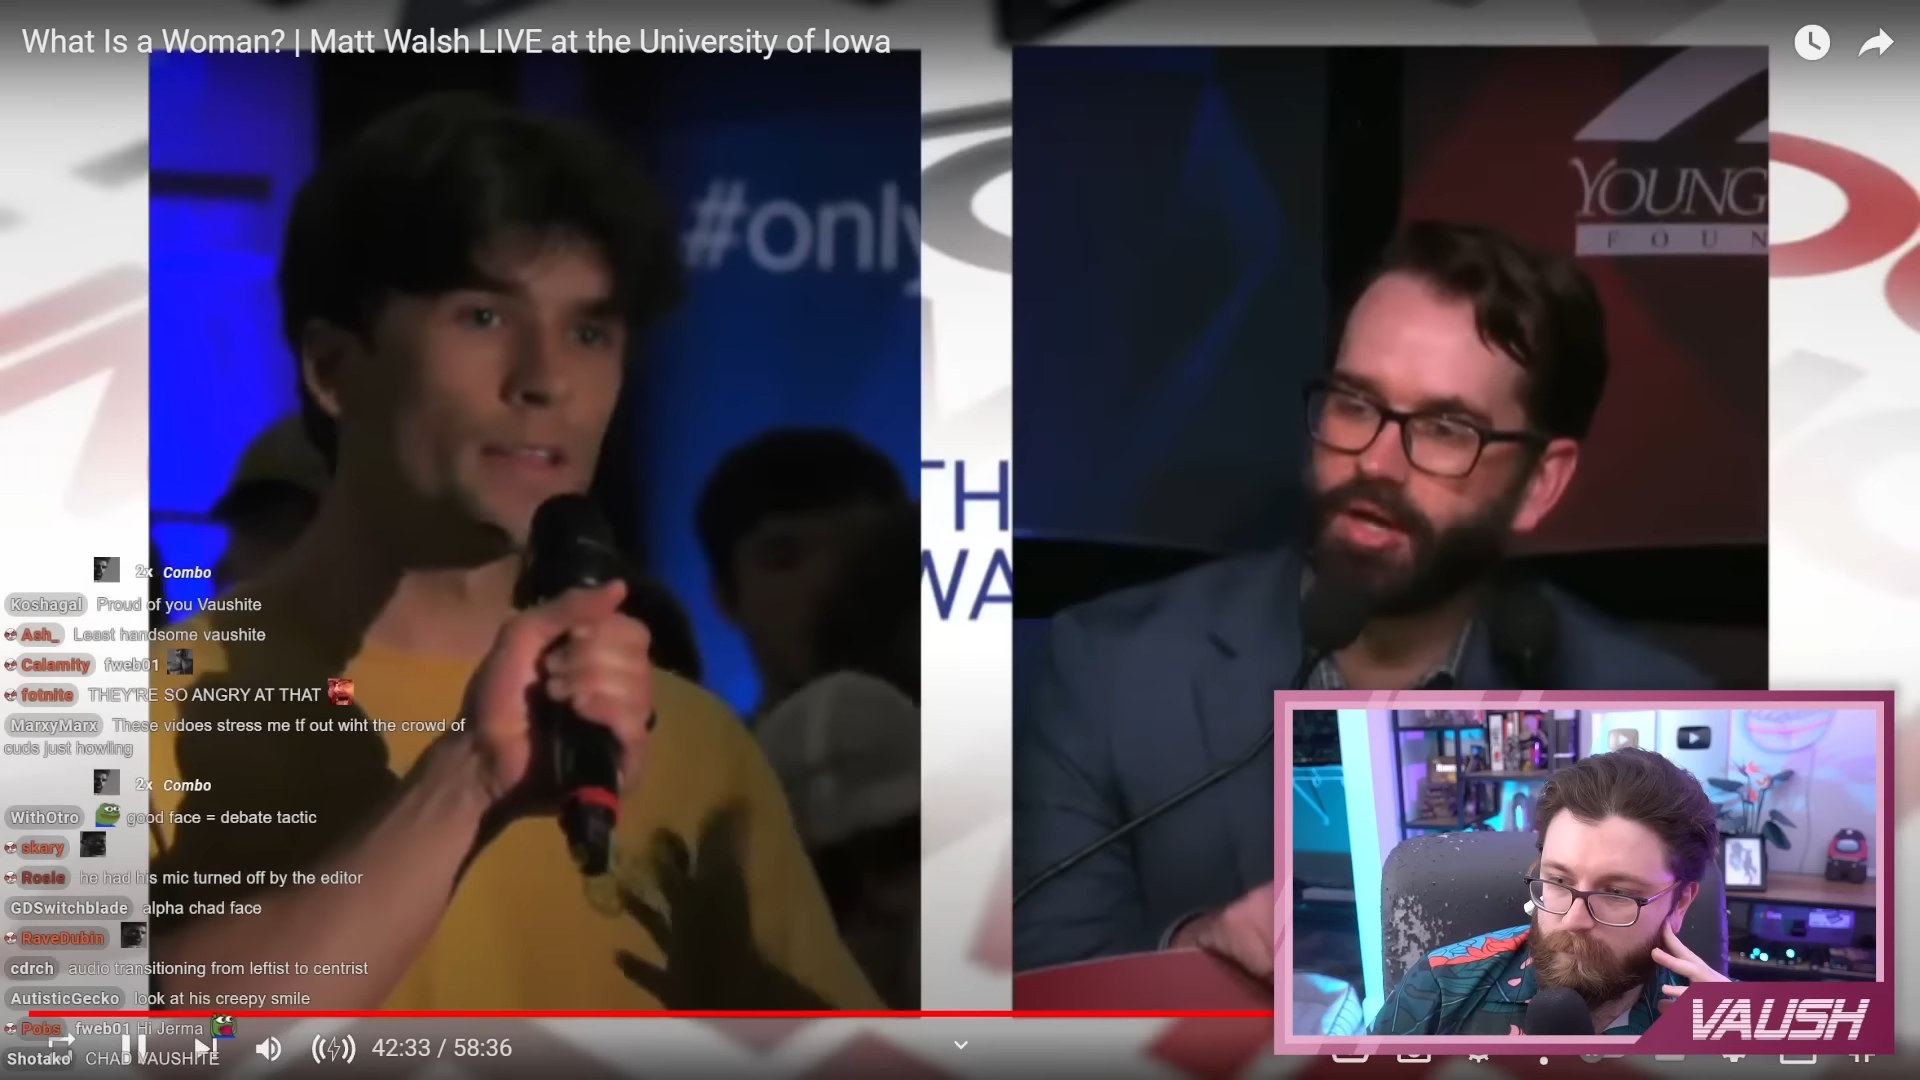 What Is a Woman? | Matt Walsh LIVE at the University of Iowa
#only
YOUNG
FOUN
TH
WA
2x Combo
Koshagal Proud of you Vaushite
Ash_ Least handsome vaushite
Calamity fweb01
fotnite THEY'RE SO ANGRY AT THAT
MarxyMarx These vidoes stress me tf out wiht the crowd of
cuds just howling
2x Combo
WithOtro good face = debate tactic
skary
Rosie he had his mic turned off by the editor
GDSwitchblade alpha chad face
RaveDubin
cdrch audio transitioning from leftist to centrist
AutisticGecko look at his creepy smile
Pobs fweb01 Hi Jerma
Shotako CHAD VAUSHITE
42:33 / 58:36
VAUSH